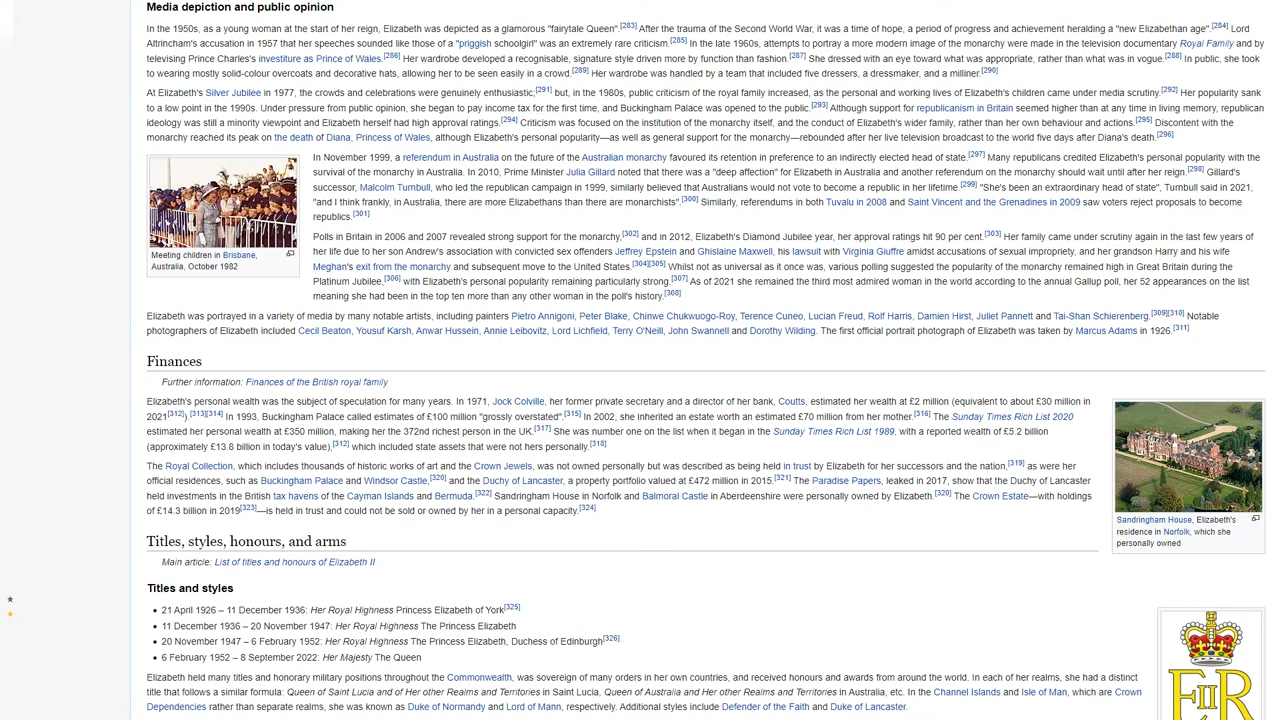 Media depiction and public opinion
In the 1950s, as a young woman at the start of her reign, Elizabeth was depicted as a glamorous "fairytale Queen".[283] After the trauma of the Second World War, it was a time of hope, a period of progress and achievement heralding a "new Elizabethan age".[284] Lord
Altrincham's accusation in 1957 that her speeches sounded like those of a "priggish schoolgirl" was an extremely rare criticism.[285] In the late 1960s, attempts to portray a more modern image of the monarchy were made in the television documentary Royal Family and by
televising Prince Charles's investiture as Prince of Wales.[286] Her wardrobe developed a recognisable, signature style driven more by function than fashion.[287] She dressed with an eye toward what was appropriate, rather than what was in vogue.[288] In public, she took
to wearing mostly solid-colour overcoats and decorative hats, allowing her to be seen easily in a crowd.[289] Her wardrobe was handled by a team that included five dressers, a dressmaker, and a milliner.[290]
At Elizabeth's Silver Jubilee in 1977, the crowds and celebrations were genuinely enthusiastic;[291] but, in the 1980s, public criticism of the royal family increased, as the personal and working lives of Elizabeth's children came under media scrutiny.[292] Her popularity sank
to a low point in the 1990s. Under pressure from public opinion, she began to pay income tax for the first time, and Buckingham Palace was opened to the public.[293] Although support for republicanism in Britain seemed higher than at any time in living memory, republican
ideology was still a minority viewpoint and Elizabeth herself had high approval ratings.[294] Criticism was focused on the institution of the monarchy itself, and the conduct of Elizabeth's wider family, rather than her own behaviour and actions.[295] Discontent with the
monarchy reached its peak on the death of Diana, Princess of Wales, although Elizabeth's personal popularity—as well as general support for the monarchy—rebounded after her live television broadcast to the world five days after Diana's death.[296]
In November 1999, a referendum in Australia on the future of the Australian monarchy favoured its retention in preference to an indirectly elected head of state.[297] Many republicans credited Elizabeth's personal popularity with the
survival of the monarchy in Australia. In 2010, Prime Minister Julia Gillard noted that there was a "deep affection" for Elizabeth in Australia and another referendum on the monarchy should wait until after her reign.[298] Gillard's
successor, Malcolm Turnbull, who led the republican campaign in 1999, similarly believed that Australians would not vote to become a republic in her lifetime.[299] "She's been an extraordinary head of state", Turnbull said in 2021,
"and I think frankly, in Australia, there are more Elizabethans than there are monarchists".[300] Similarly, referendums in both Tuvalu in 2008 and Saint Vincent and the Grenadines in 2009 saw voters reject proposals to become
republics.[301]
Meeting children in Brisbane,
Australia, October 1982
Polls in Britain in 2006 and 2007 revealed strong support for the monarchy,[302] and in 2012, Elizabeth's Diamond Jubilee year, her approval ratings hit 90 per cent.[303] Her family came under scrutiny again in the last few years of
her life due to her son Andrew's association with convicted sex offenders Jeffrey Epstein and Ghislaine Maxwell, his lawsuit with Virginia Giuffre amidst accusations of sexual impropriety, and her grandson Harry and his wife
Meghan's exit from the monarchy and subsequent move to the United States.[304][305] Whilst not as universal as it once was, various polling suggested the popularity of the monarchy remained high in Great Britain during the
Platinum Jubilee,[306] with Elizabeth's personal popularity remaining particularly strong.[307] As of 2021 she remained the third most admired woman in the world according to the annual Gallup poll, her 52 appearances on the list
meaning she had been in the top ten more than any other woman in the poll's history.[308]
Elizabeth was portrayed in a variety of media by many notable artists, including painters Pietro Annigoni, Peter Blake, Chinwe Chukwuogo-Roy, Terence Cuneo, Lucian Freud, Rolf Harris, Damien Hirst, Juliet Pannett and Tai-Shan Schierenberg.[309][310] Notable
photographers of Elizabeth included Cecil Beaton, Yousuf Karsh, Anwar Hussein, Annie Leibovitz, Lord Lichfield, Terry O'Neill, John Swannell and Dorothy Wilding. The first official portrait photograph of Elizabeth was taken by Marcus Adams in 1926.[311]
Finances
Further information: Finances of the British royal family
Elizabeth's personal wealth was the subject of speculation for many years. In 1971, Jock Colville, her former private secretary and a director of her bank, Coutts, estimated her wealth at £2 million (equivalent to about £30 million in
2021[312]).[313][314] In 1993, Buckingham Palace called estimates of £100 million "grossly overstated".[315] In 2002, she inherited an estate worth an estimated £70 million from her mother.[316] The Sunday Times Rich List 2020
estimated her personal wealth at £350 million, making her the 372nd richest person in the UK.[317] She was number one on the list when it began in the Sunday Times Rich List 1989, with a reported wealth of £5.2 billion
(approximately £13.8 billion in today's value),[312] which included state assets that were not hers personally.[318]
The Royal Collection, which includes thousands of historic works of art and the Crown Jewels, was not owned personally but was described as being held in trust by Elizabeth for her successors and the nation,[319] as were her
official residences, such as Buckingham Palace and Windsor Castle,[320] and the Duchy of Lancaster, a property portfolio valued at £472 million in 2015.[321] The Paradise Papers, leaked in 2017, show that the Duchy of Lancaster
held investments in the British tax havens of the Cayman Islands and Bermuda.[322] Sandringham House in Norfolk and Balmoral Castle in Aberdeenshire were personally owned by Elizabeth.[320] The Crown Estate—with holdings
of £14.3 billion in 2019[323]—is held in trust and could not be sold or owned by her in a personal capacity.[324]
Sandringham House, Elizabeth's
residence in Norfolk, which she
personally owned
Titles, styles, honours, and arms
Main article: List of titles and honours of Elizabeth II
Titles and styles
• 21 April 1926 – 11 December 1936: Her Royal Highness Princess Elizabeth of York[325]
• 11 December 1936 – 20 November 1947: Her Royal Highness The Princess Elizabeth
• 20 November 1947 – 6 February 1952: Her Royal Highness The Princess Elizabeth, Duchess of Edinburgh[326]
• 6 February 1952 – 8 September 2022: Her Majesty The Queen
Elizabeth held many titles and honorary military positions throughout the Commonwealth, was sovereign of many orders in her own countries, and received honours and awards from around the world. In each of her realms, she had a distinct
title that follows a similar formula: Queen of Saint Lucia and of Her other Realms and Territories in Saint Lucia, Queen of Australia and Her other Realms and Territories in Australia, etc. In the Channel Islands and Isle of Man, which are Crown
Dependencies rather than separate realms, she was known as Duke of Normandy and Lord of Mann, respectively. Additional styles include Defender of the Faith and Duke of Lancaster.
EIIR